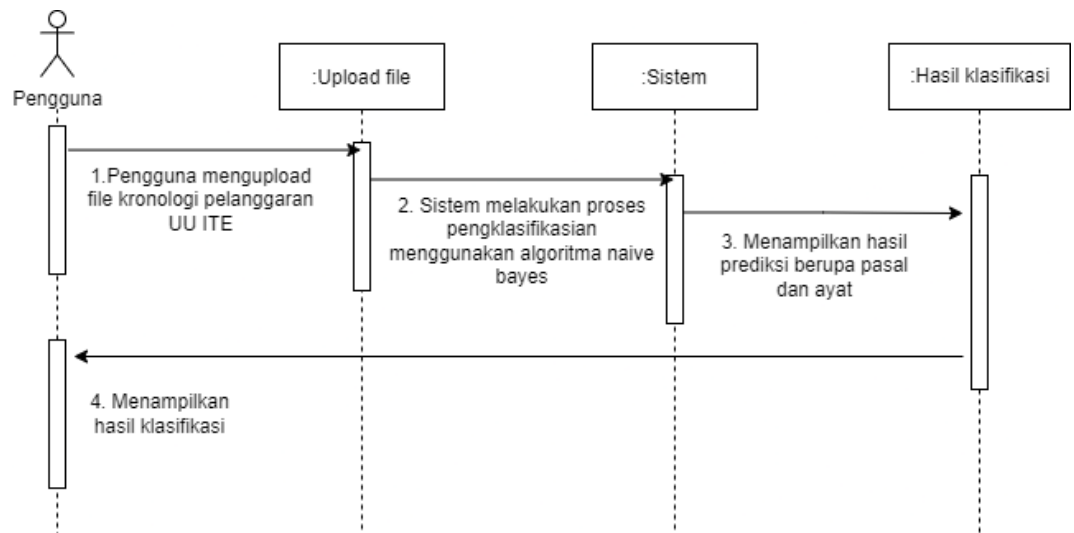 :Upload file
:Sistem
:Hasil klasifikasi
Pengguna
1.Pengguna mengupload
file kronologi pelanggaran
UU ITE
2. Sistem melakukan proses
pengklasifikasian
menggunakan algoritma naive
bayes
3. Menampilkan hasil
prediksi berupa pasal
dan ayat
4. Menampilkan
hasil klasifikasi